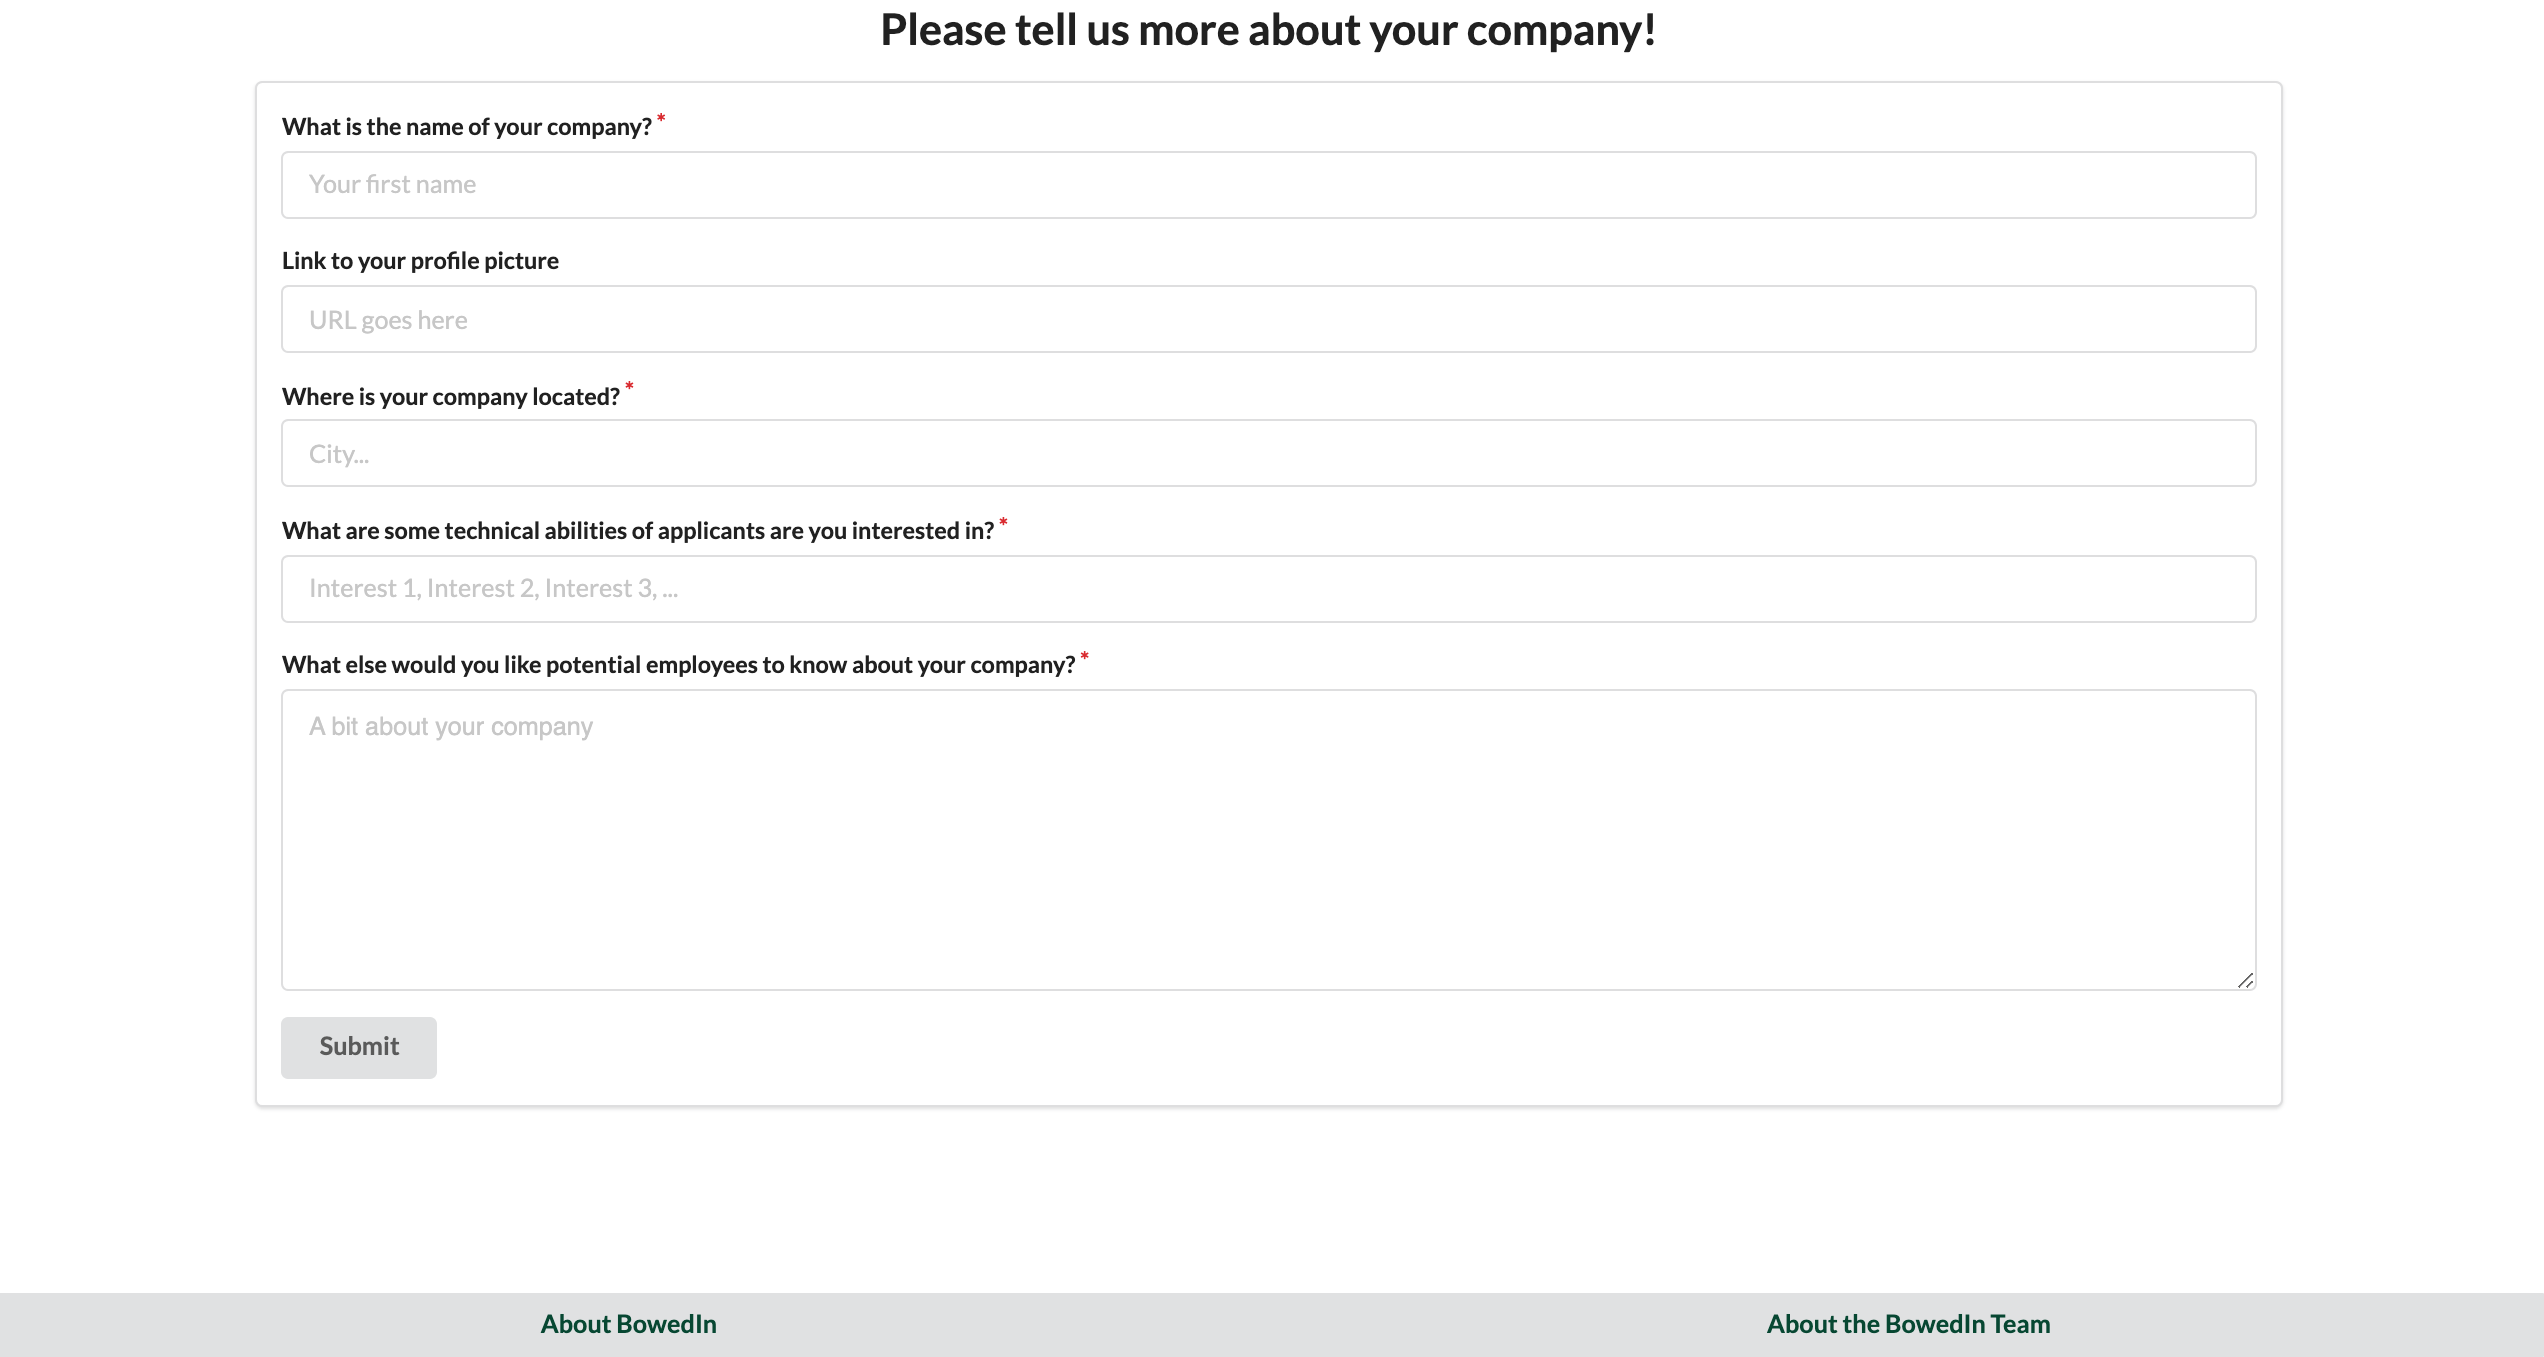 Please tell us more about your company!
What is the name of your company? *
Your first name
Link to your profile picture
URL goes here
Where is your company located? *
City...
What are some technical abilities of applicants are you interested in? *
Interest 1, Interest 2, Interest 3, ...
What else would you like potential employees to know about your company? *
A bit about your company
Submit
About BowedIn
About the BowedIn Team